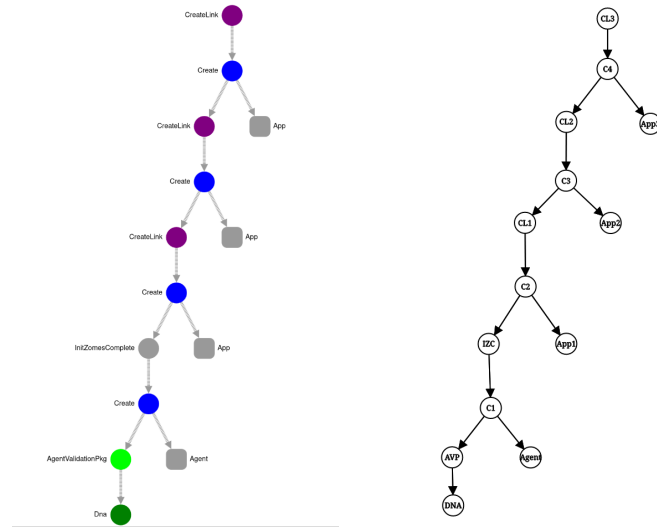 CreateLink
Create
CreateLink
App
Create
CreateLink
App
Create
InitZomesComplete
App
Create
AgentValidationPkg
Agent
Dna
CL3
C4
CL2
C3
CL1
App2
C2
IZC
App1
C1
AVP
Agent
DNA